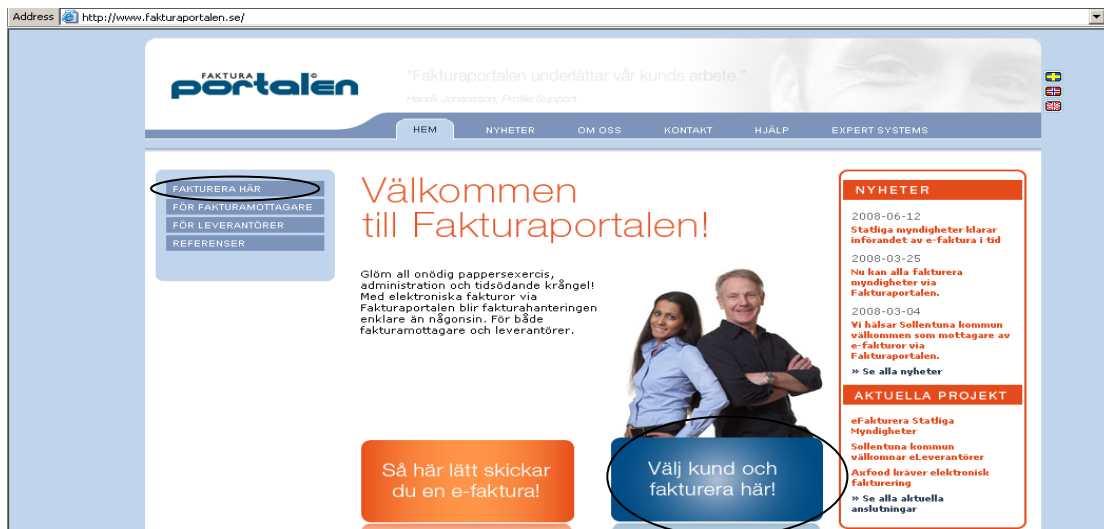 Address http://www.fakturaportalen.se/
FAKTURA
portalen
"Fakturaportalen underlättar vår kunds arbete."
Henrik Johansson, Profile Support
HEM NYHETER OM OSS KONTAKT HJÄLP EXPERT SYSTEMS
FAKTURERA HÄR
FÖR FAKTURAMOTTAGARE
FÖR LEVERANTÖRER
REFERENSER
Välkommen
till Fakturaportalen!
Glöm all onödig pappersexercis,
administration och tidsödande krångel!
Med elektroniska fakturor via
Fakturaportalen blir fakturahanteringen
enklare än någonsin. För både
fakturamottagare och leverantörer.
Så här lätt skickar
du en e-faktura!
Välj kund och
fakturera här!
NYHETER
2008-06-12
Statliga myndigheter klarar
införandet av e-faktura i tid
2008-03-25
Nu kan alla fakturera
myndigheter via
Fakturaportalen.
2008-03-04
Vi hälsar Sollentuna kommun
välkommen som mottagare av
e-fakturor via
Fakturaportalen.
» Se alla nyheter
AKTUELLA PROJEKT
eFakturera Statliga
Myndigheter
Sollentuna kommun
välkomnar eLeverantörer
Axfood kräver elektronisk
fakturering
» Se alla aktuella
anslutningar